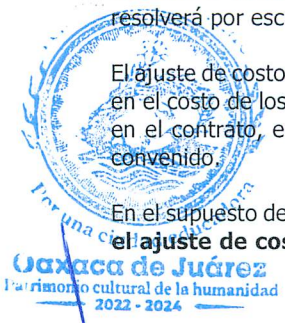 resolverá por esc
El ajuste de costo
en el costo de los
en el contrato, e
convenido.
En el supuesto de
el ajuste de cos
Por una ciudad educadora
Oaxaca de Juárez
Patrimonio cultural de la humanidad
2022 - 2024